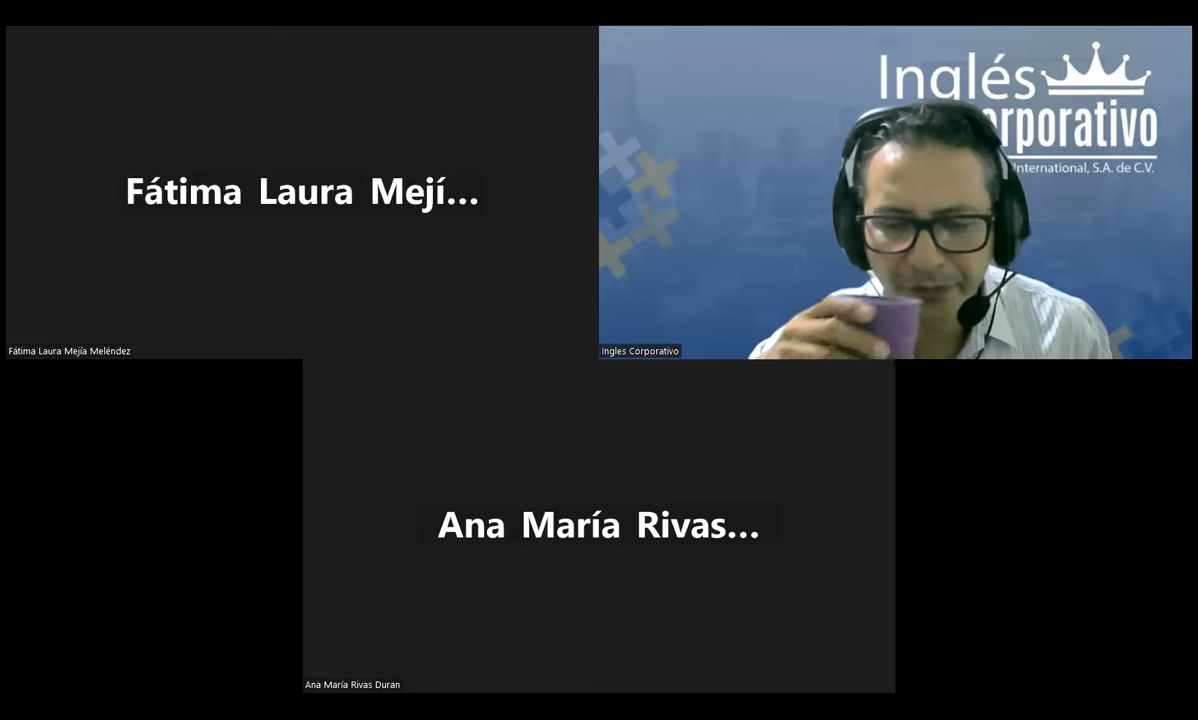 Fátima Laura Mejí...
Fátima Laura Mejía Meléndez
Inglés
orporativo
International, S.A. de C.V.
Ingles Corporativo
Ana María Rivas...
Ana María Rivas Duran